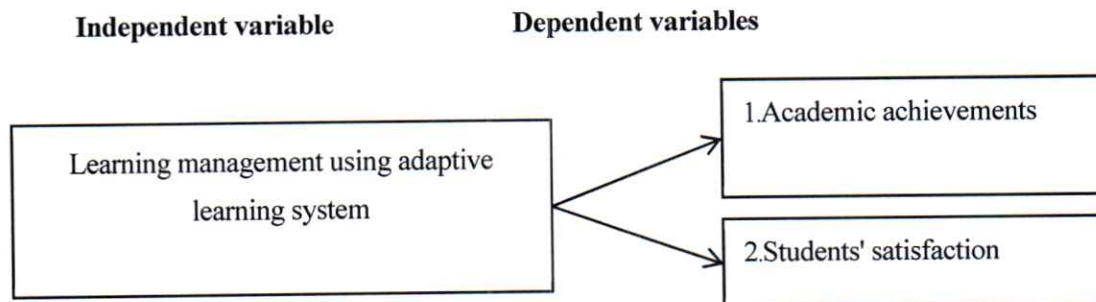 Independent variable
Dependent variables
Learning management using adaptive
learning system
1.Academic achievements
2.Students' satisfaction